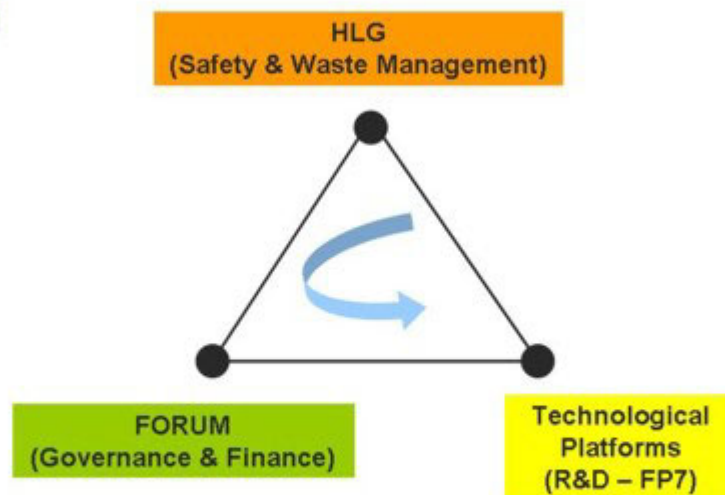 HLG
(Safety & Waste Management)
FORUM
(Governance & Finance)
Technological
Platforms
(R&D – FP7)